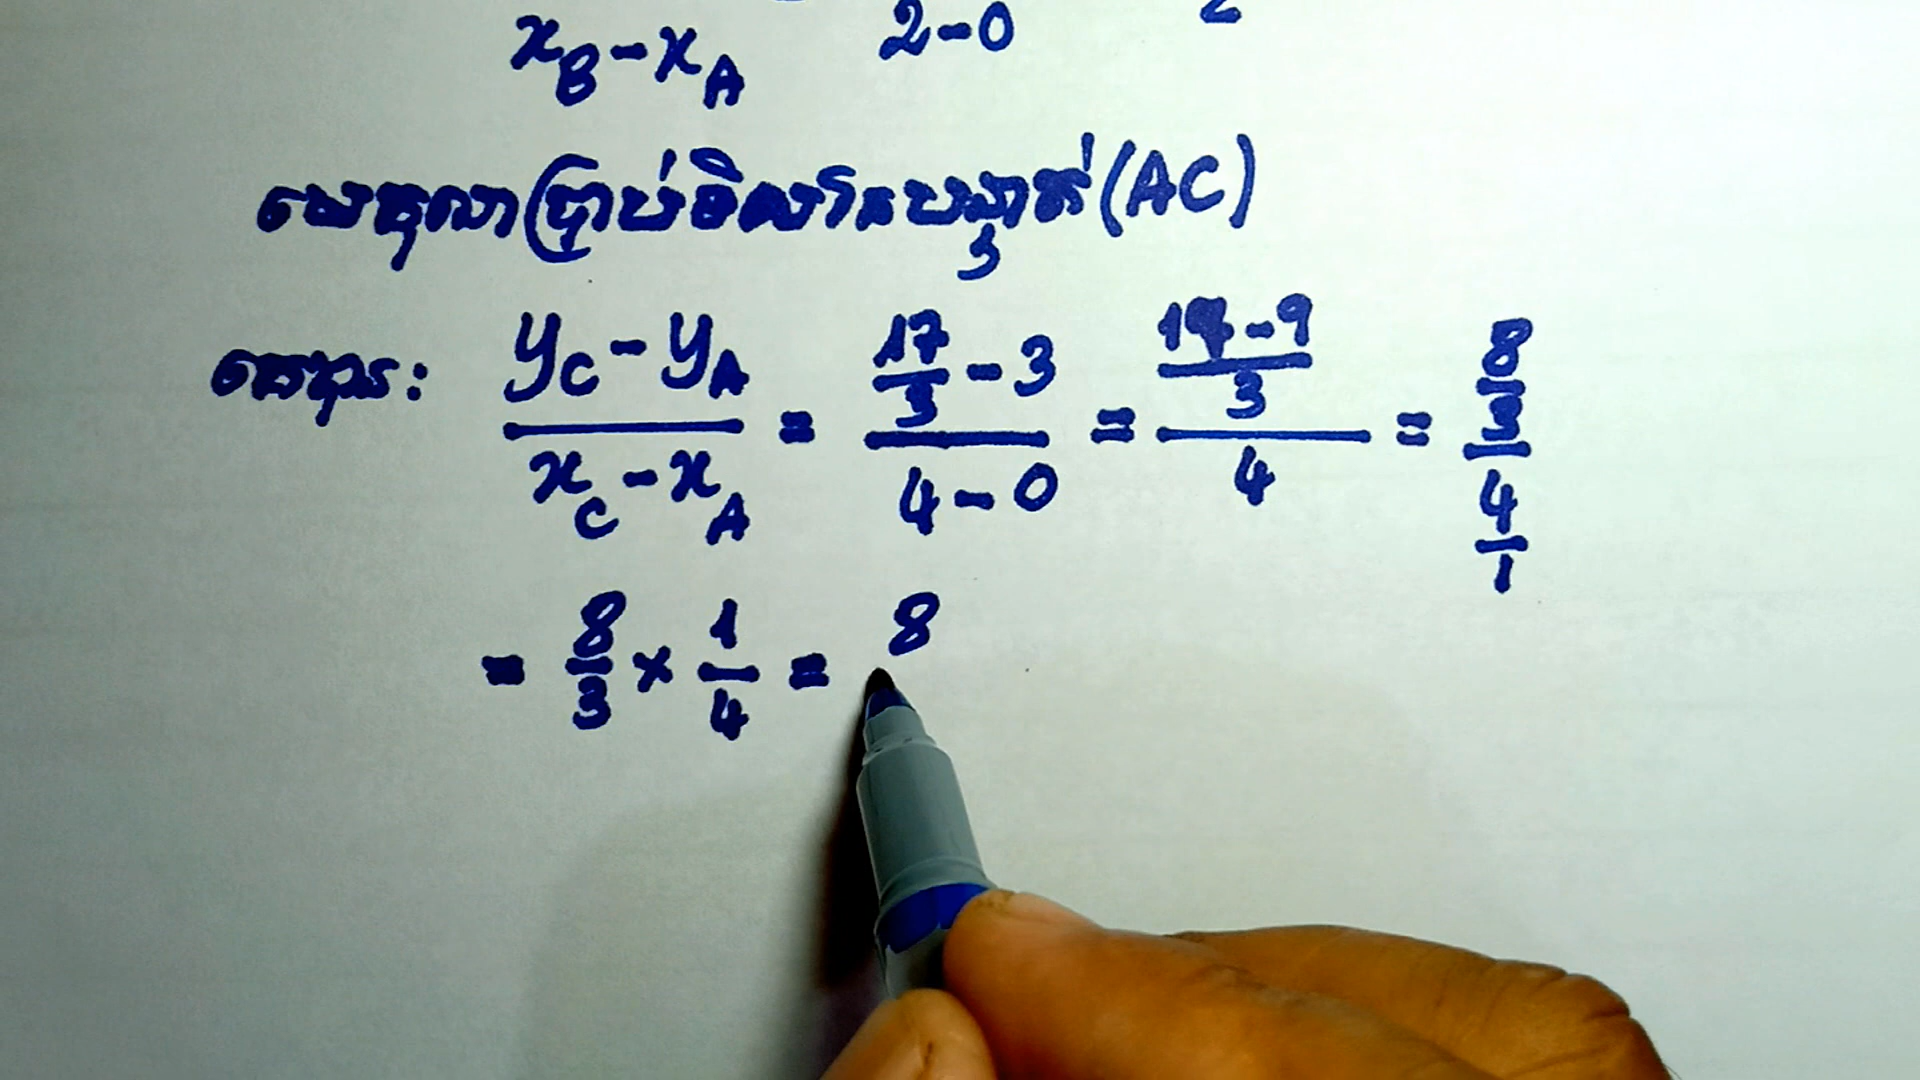 x_B - x_A 2-0 2
មេគុណប្រាប់ទិសនៃបន្ទាត់ (AC)
គេបាន: (y_C - y_A)/(x_C - x_A) = (17/3 - 3)/(4-0) = ((17-9)/3)/4 = (8/3)/(4/1)
= 8/3 × 1/4 = 8